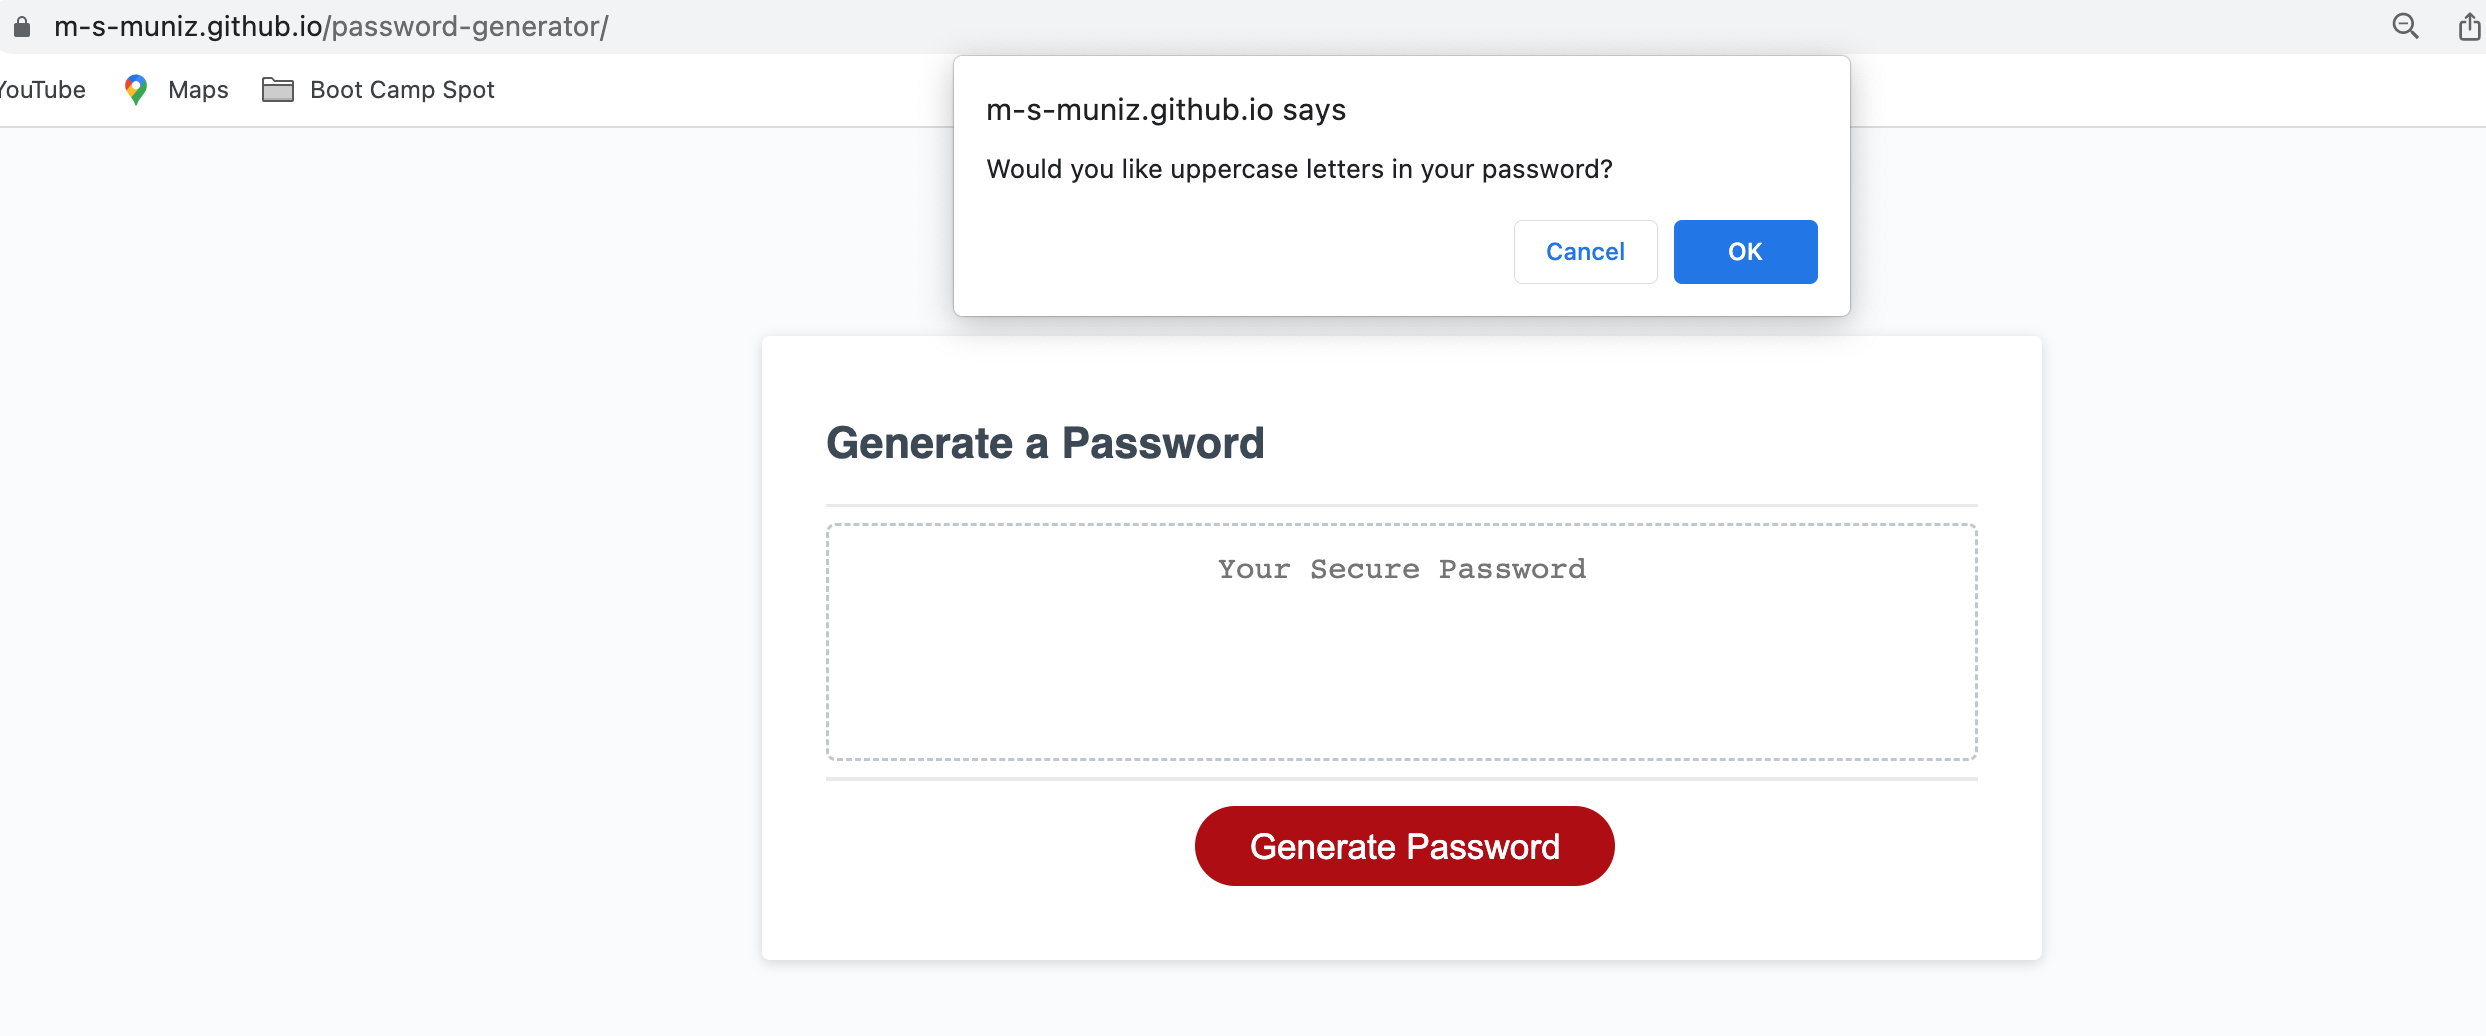 m-s-muniz.github.io/password-generator/
YouTube Maps Boot Camp Spot
m-s-muniz.github.io says
Would you like uppercase letters in your password?
Cancel OK
Generate a Password
Your Secure Password
Generate Password